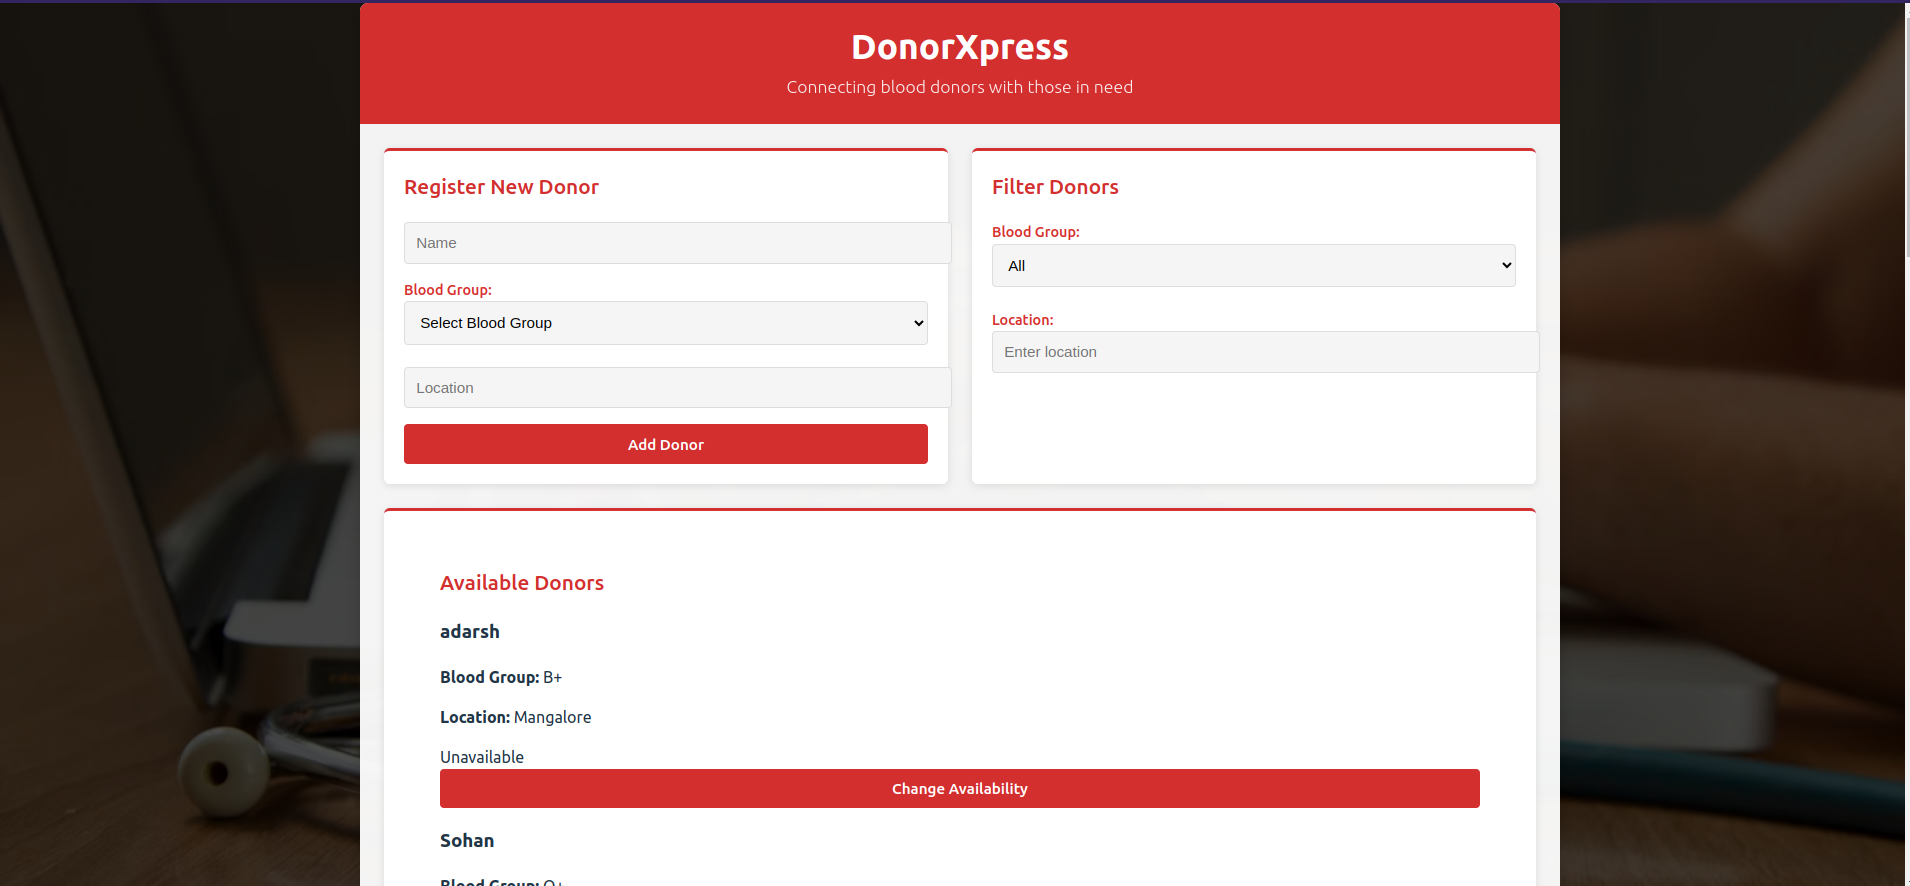 DonorXpress
Connecting blood donors with those in need
Register New Donor
Name
Blood Group:
Select Blood Group
Location
Add Donor
Filter Donors
Blood Group:
All
Location:
Enter location
Available Donors
adarsh
Blood Group: B+
Location: Mangalore
Unavailable
Change Availability
Sohan
Blood Group: O+